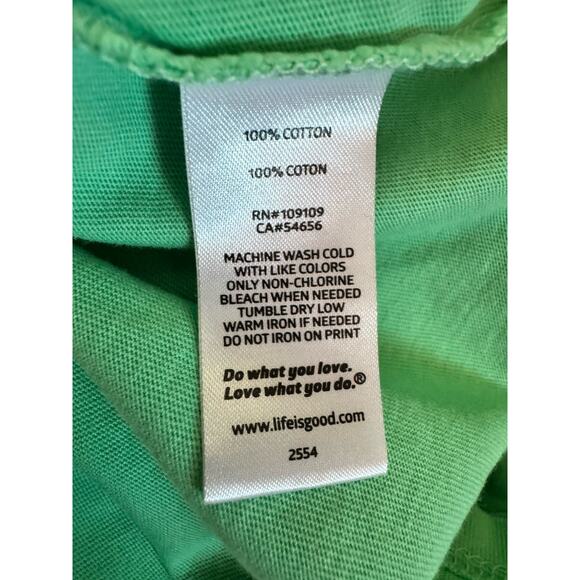 100% COTTON
100% COTON
RN#109109
CA#54656
MACHINE WASH COLD
WITH LIKE COLORS
ONLY NON-CHLORINE
BLEACH WHEN NEEDED
TUMBLE DRY LOW
WARM IRON IF NEEDED
DO NOT IRON ON PRINT
Do what you love.
Love what you do.®
www.lifeisgood.com
2554